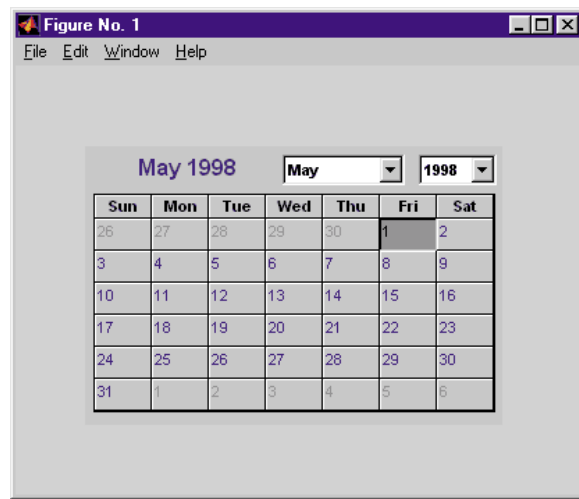 Figure No. 1
File Edit Window Help
May 1998 May 1998
Sun Mon Tue Wed Thu Fri Sat
26 27 28 29 30 1 2
3 4 5 6 7 8 9
10 11 12 13 14 15 16
17 18 19 20 21 22 23
24 25 26 27 28 29 30
31 1 2 3 4 5 6